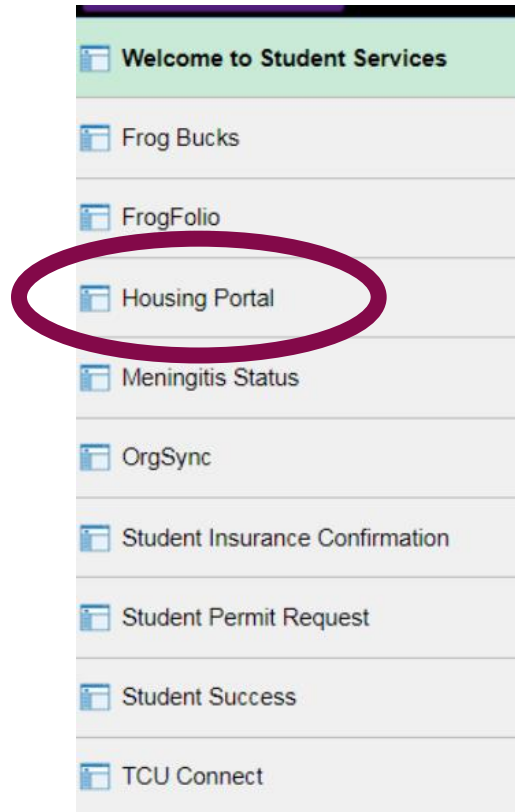 Welcome to Student Services
Frog Bucks
FrogFolio
Housing Portal
Meningitis Status
OrgSync
Student Insurance Confirmation
Student Permit Request
Student Success
TCU Connect